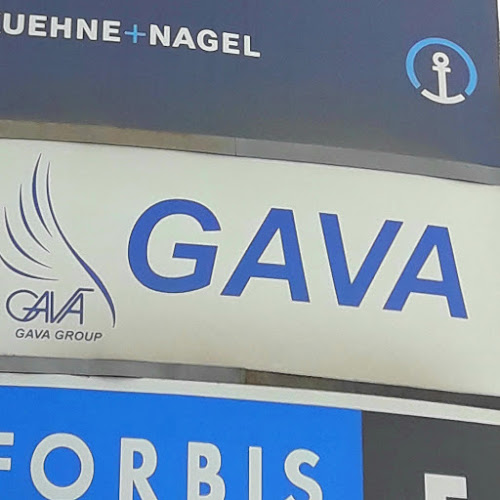 UEHNE+NAGEL
GAVA
GAVA
GAVA GROUP
FORBIS